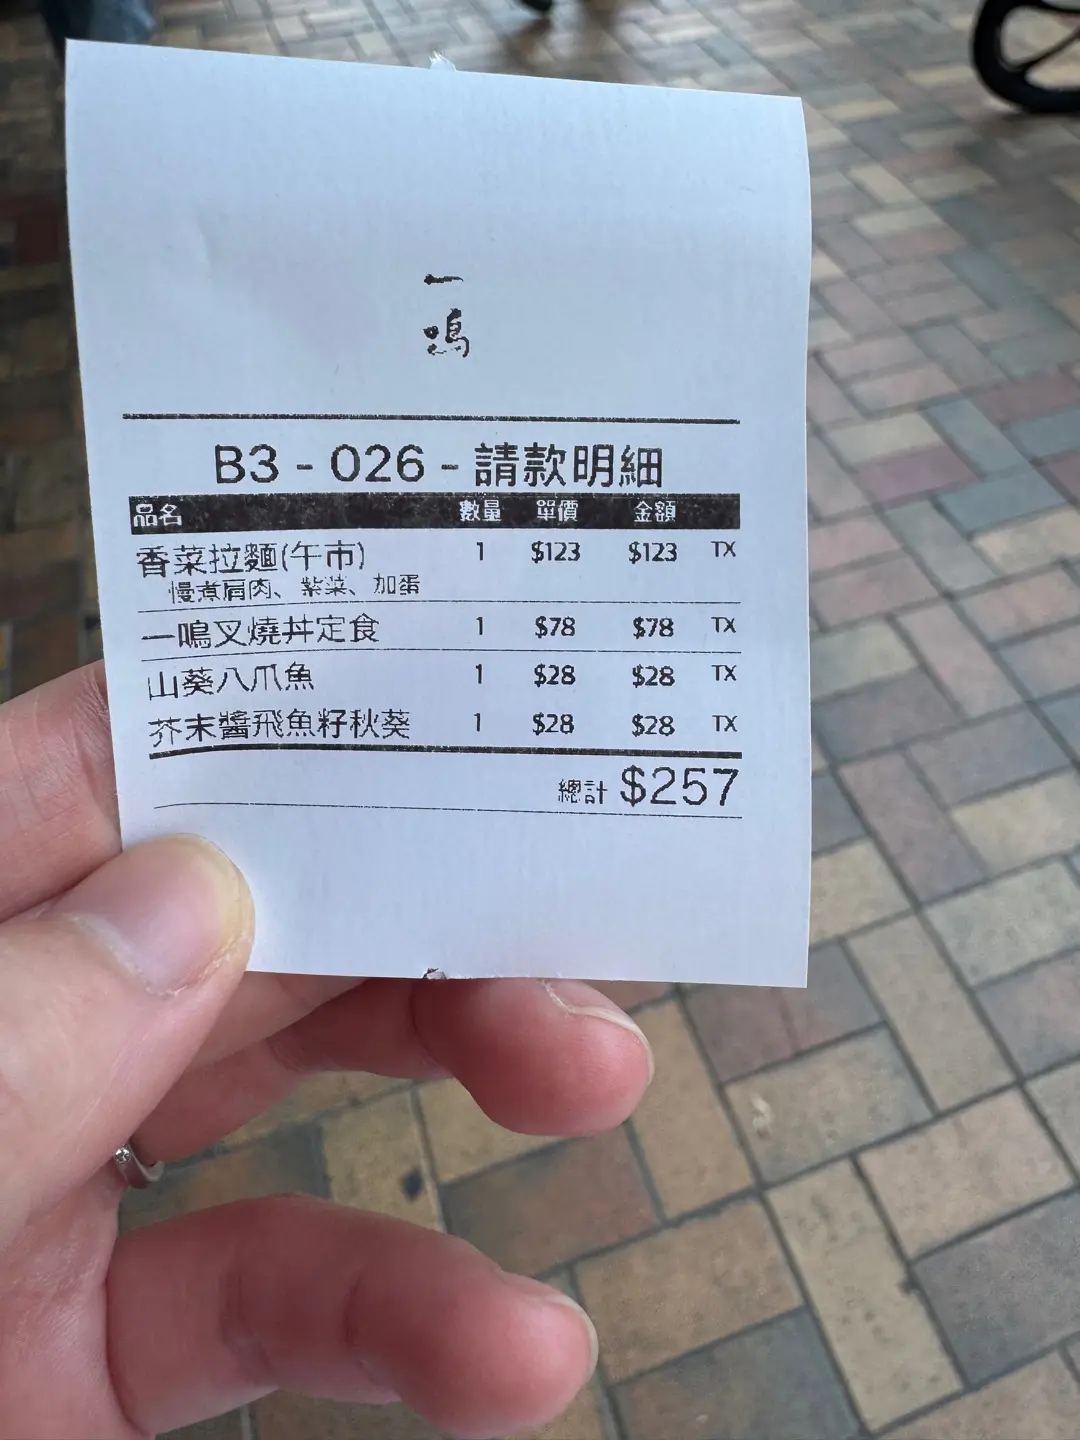 一
鳴
B3 - 026 - 請款明細
品名 數量 單價 金額
香菜拉麵(午市) 1 $123 $123 TX
慢煮肩肉、紫菜、加蛋
一鳴叉燒丼定食 1 $78 $78 TX
山葵八爪魚 1 $28 $28 TX
芥末醬飛魚籽秋葵 1 $28 $28 TX
總計 $257